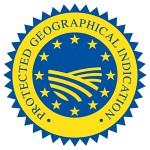 • PROTECTED GEOGRAPHICAL INDICATION